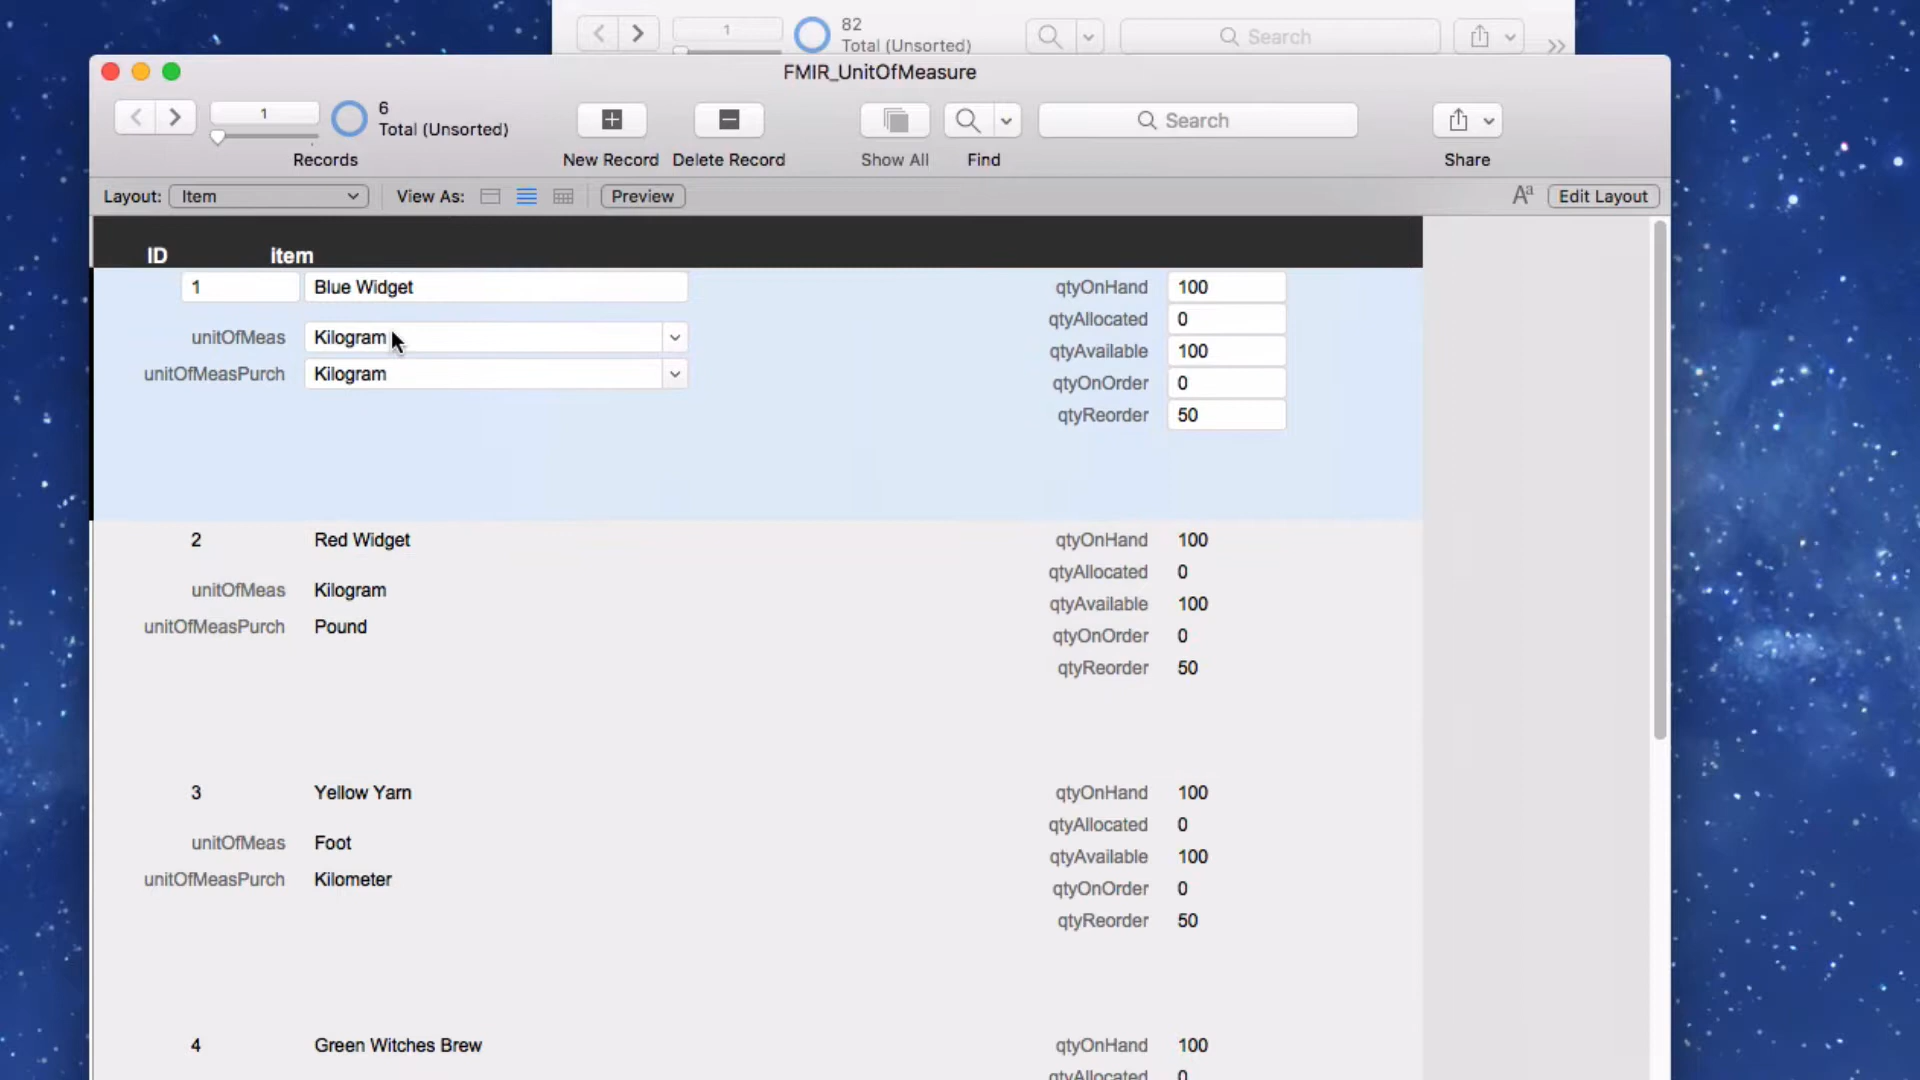 1
82
Total (Unsorted)
Search
FMIR_UnitOfMeasure
1
6
Total (Unsorted)
Search
Records
New Record
Delete Record
Show All
Find
Share
Layout:
Item
View As:
Preview
Aa
Edit Layout
ID
Item
1
Blue Widget
qtyOnHand
100
qtyAllocated
0
unitOfMeas
Kilogram
qtyAvailable
100
unitOfMeasPurch
Kilogram
qtyOnOrder
0
qtyReorder
50
2
Red Widget
qtyOnHand
100
qtyAllocated
0
unitOfMeas
Kilogram
qtyAvailable
100
unitOfMeasPurch
Pound
qtyOnOrder
0
qtyReorder
50
3
Yellow Yarn
qtyOnHand
100
qtyAllocated
0
unitOfMeas
Foot
qtyAvailable
100
unitOfMeasPurch
Kilometer
qtyOnOrder
0
qtyReorder
50
4
Green Witches Brew
qtyOnHand
100
qtyAllocated
0